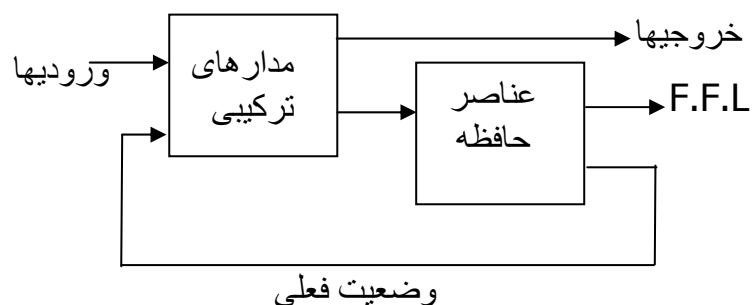 خروجیها
ورودیها
مدارهای
ترکیبی
عناصر
حافظه
F.F.L
وضعیت فعلی